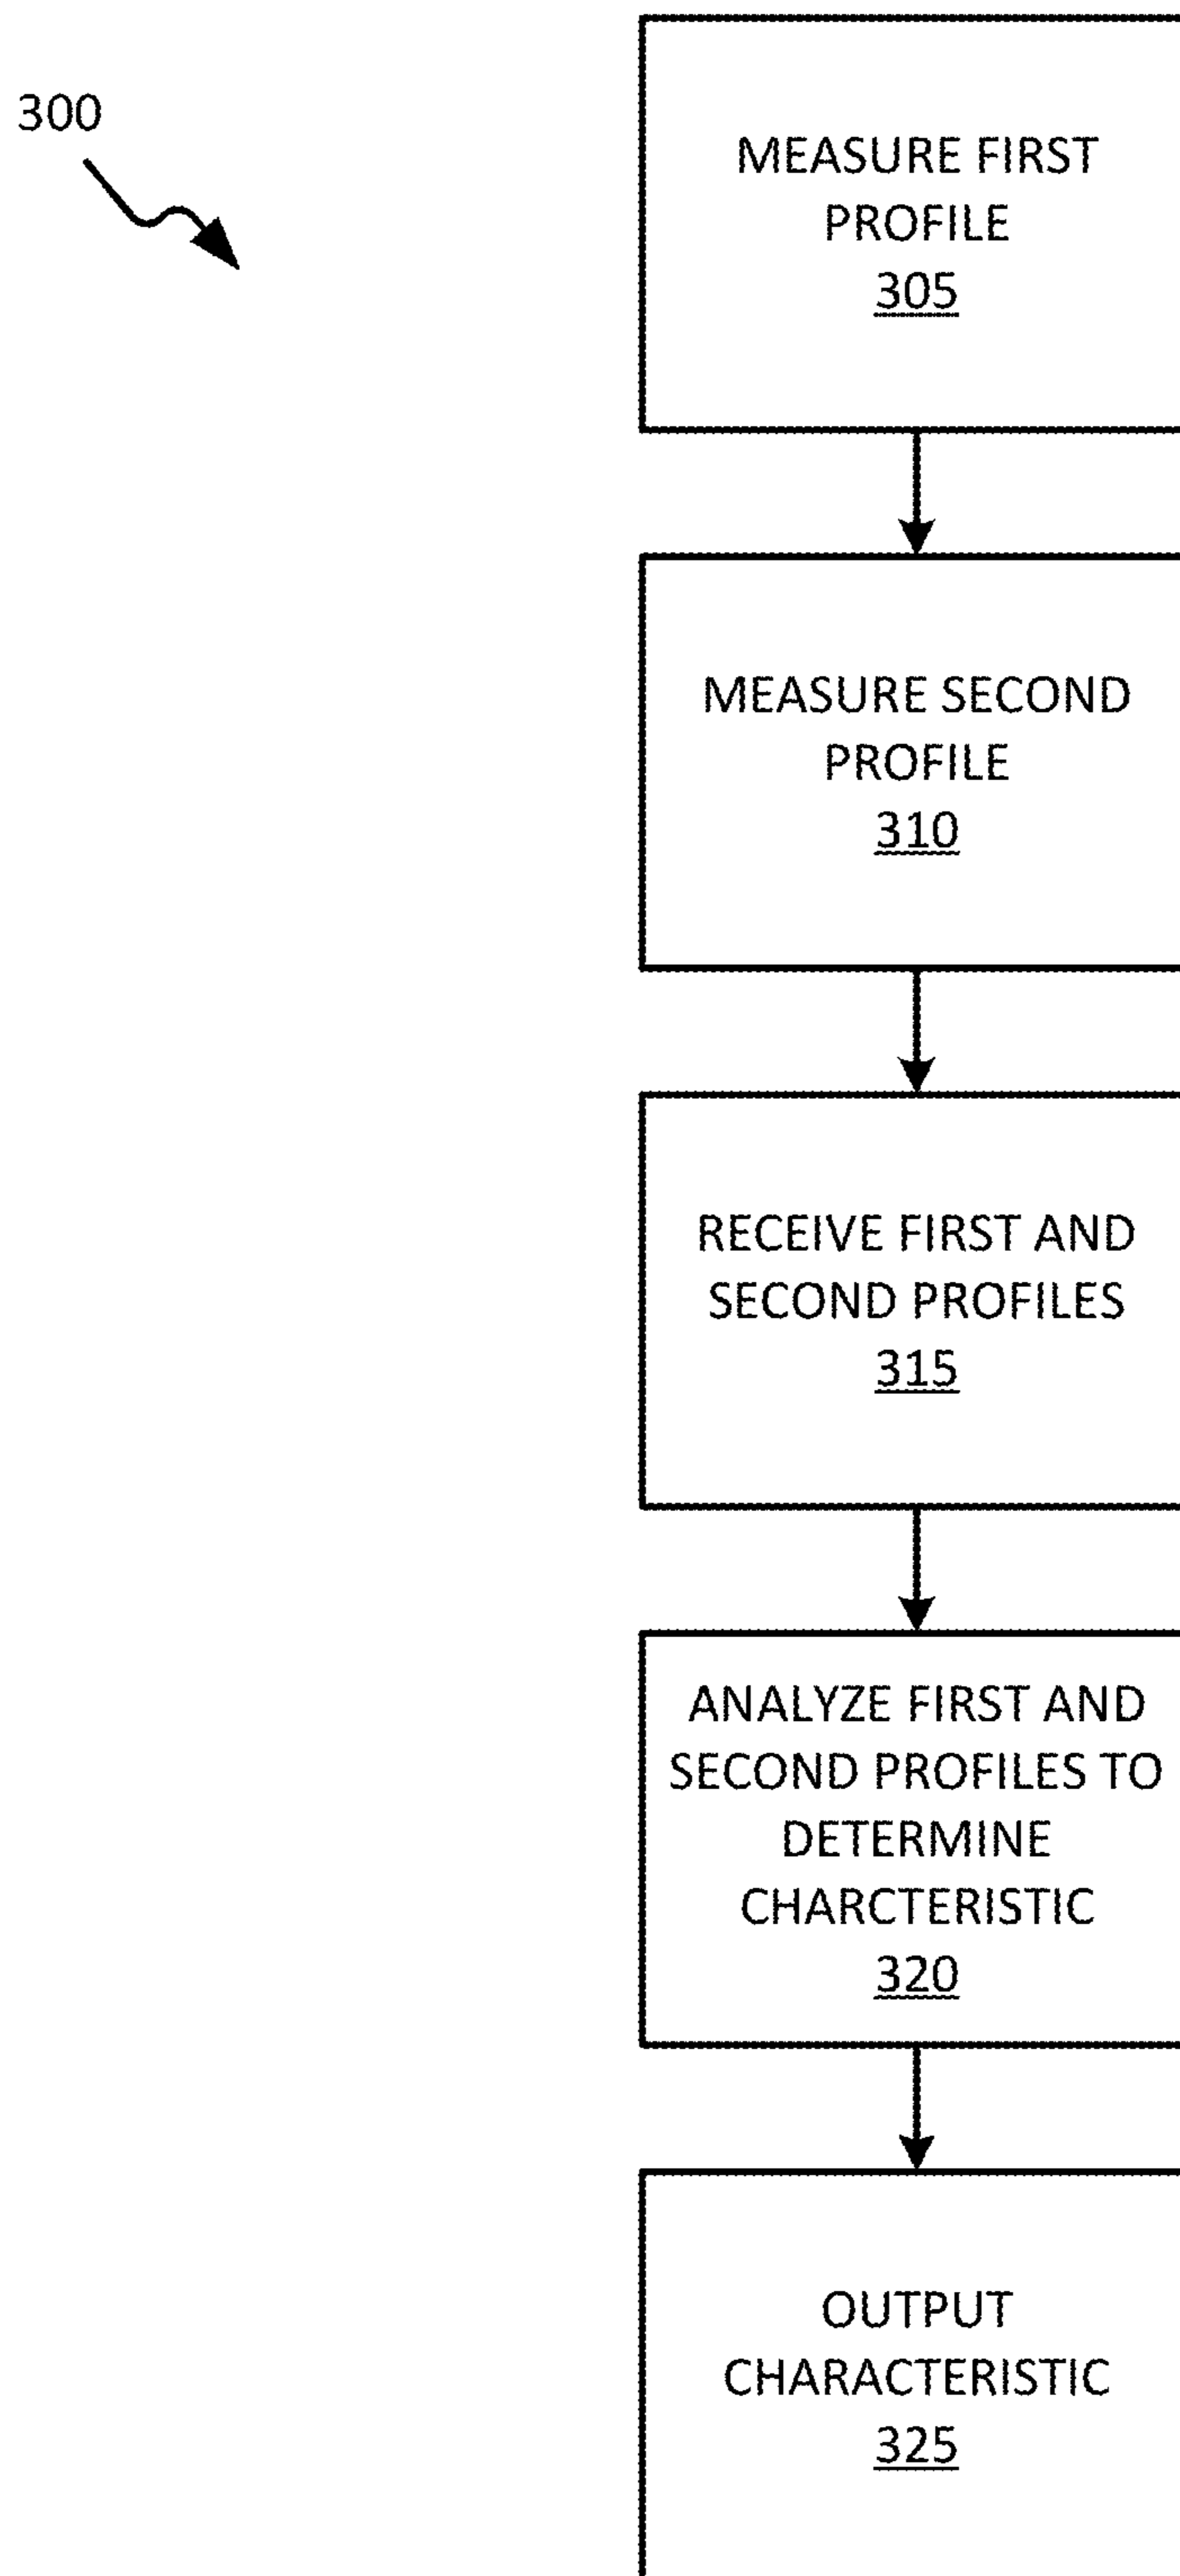 300
MEASURE FIRST
PROFILE
305
MEASURE SECOND
PROFILE
310
RECEIVE FIRST AND
SECOND PROFILES
315
ANALYZE FIRST AND
SECOND PROFILES TO
DETERMINE
CHARCTERISTIC
320
OUTPUT
CHARACTERISTIC
325